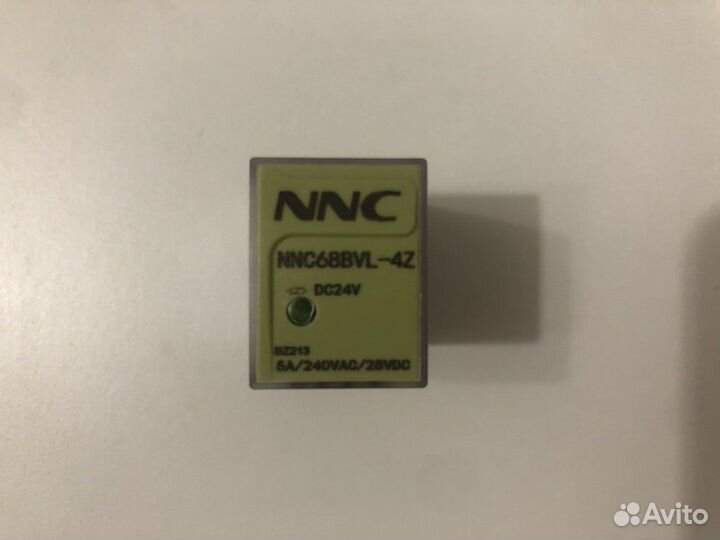 NNC
NNC68BVL-4Z
DC24V
BZ213
5A/240VAC/28VDC
Avito